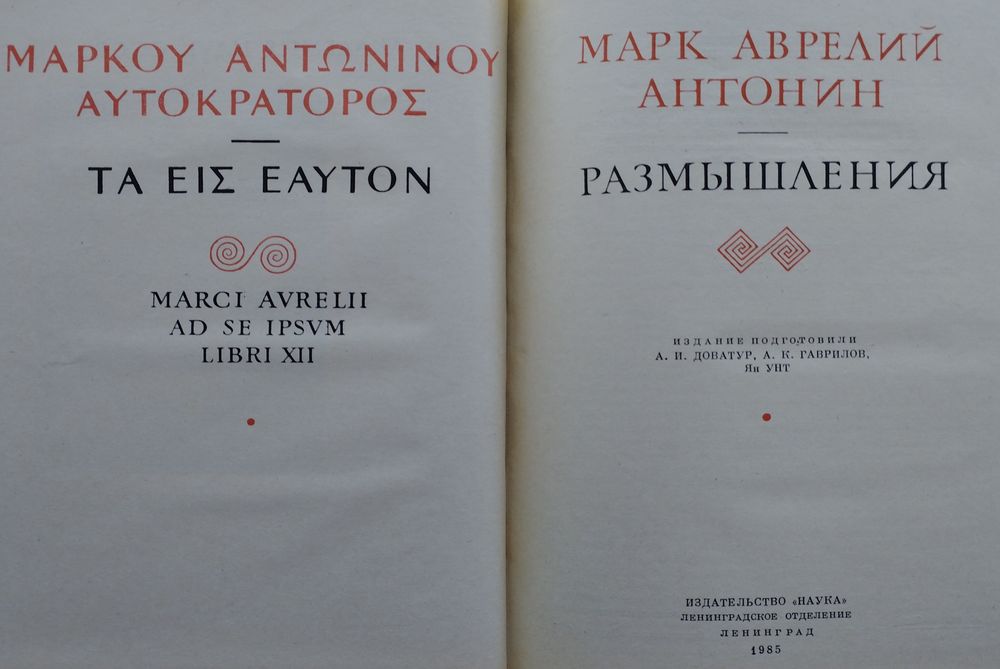 ΜΑΡΚΟΥ ΑΝΤΩΝΙΝΟΥ
ΑΥΤΟΚΡΑΤΟΡΟΣ
ΤΑ ΕΙΣ ΕΑΥΤΟΝ
MARCI AVRELII
AD SE IPSVM
LIBRI XII
МАРК АВРЕЛИЙ
АНТОНИН
РАЗМЫШЛЕНИЯ
ИЗДАНИЕ ПОДГОТОВИЛИ
А. И. ДОВАТУР, А. К. ГАВРИЛОВ,
Ян УНТ
ИЗДАТЕЛЬСТВО «НАУКА»
ЛЕНИНГРАДСКОЕ ОТДЕЛЕНИЕ
ЛЕНИНГРАД
1985